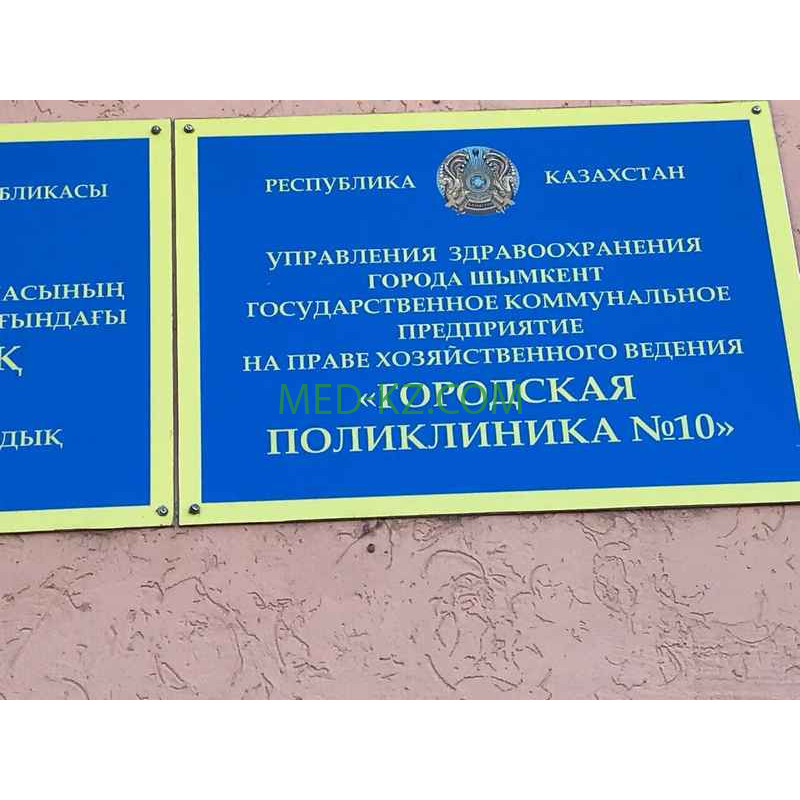 БЛИКАСЫ
АСЫНЫҢ
ҒЫНДАҒЫ
Қ
ДЫҚ
РЕСПУБЛИКА КАЗАХСТАН
УПРАВЛЕНИЯ ЗДРАВООХРАНЕНИЯ
ГОРОДА ШЫМКЕНТ
ГОСУДАРСТВЕННОЕ КОММУНАЛЬНОЕ
ПРЕДПРИЯТИЕ
НА ПРАВЕ ХОЗЯЙСТВЕННОГО ВЕДЕНИЯ
«ГОРОДСКАЯ
ПОЛИКЛИНИКА №10»
MED-KZ.COM